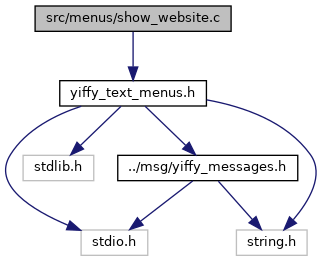 src/menus/show_website.c
yiffy_text_menus.h
stdlib.h
../msg/yiffy_messages.h
stdio.h
string.h